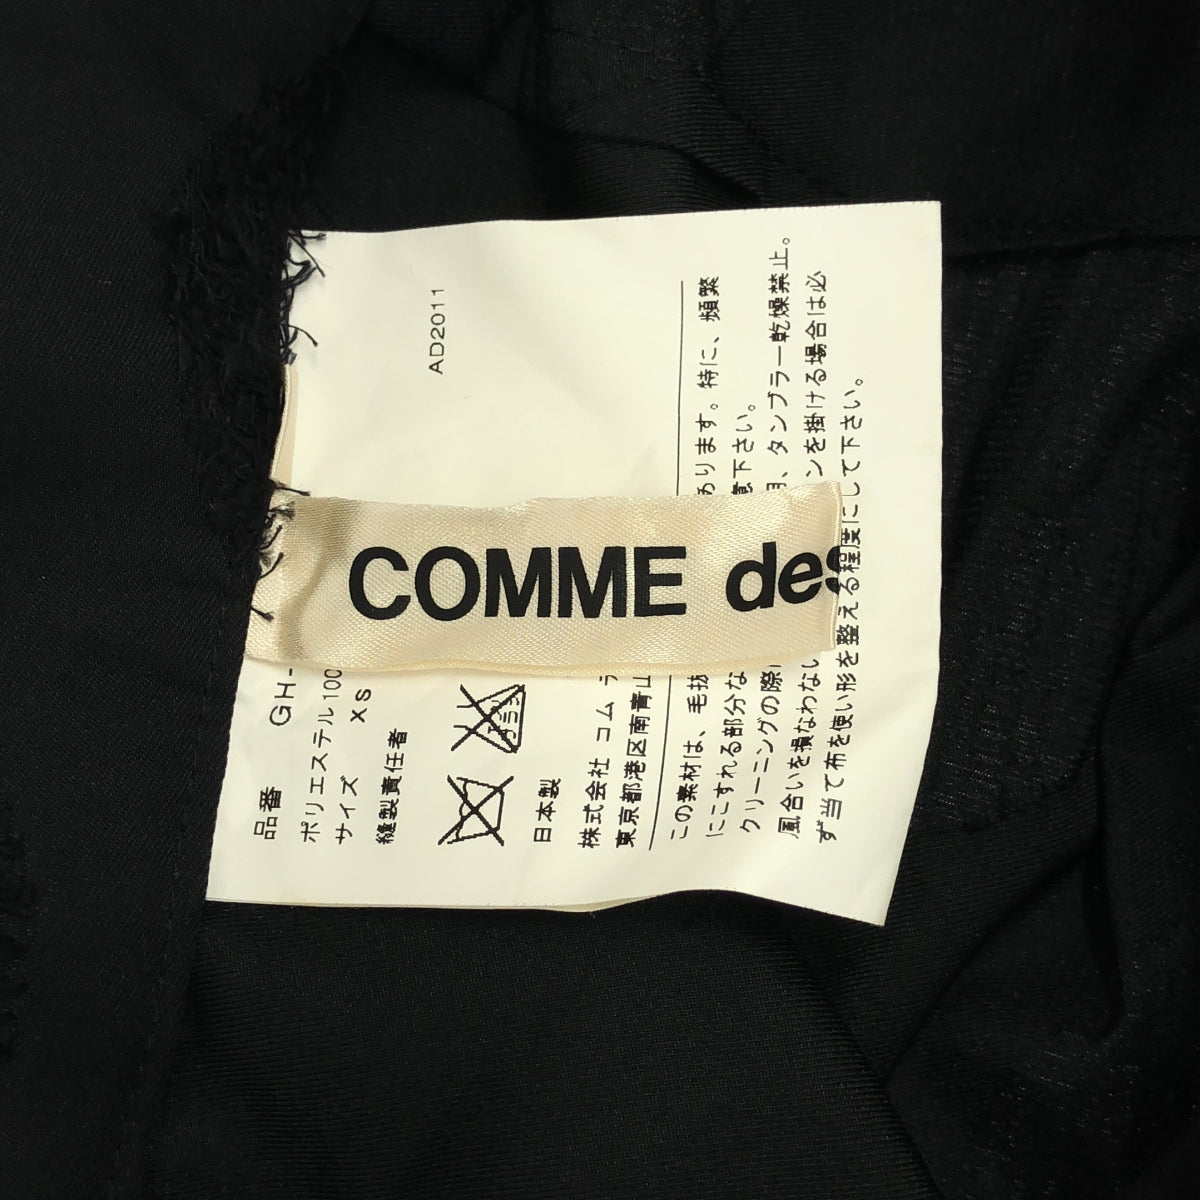 COMME des
AD2011
品番 GH-
ポリエステル100
サイズ XS
縫製責任者
日本製
株式会社 コム
東京都港区南青山
この素材は、毛抜 あります。特に、頻繁
にこすれる部分な 意下さい。
クリーニングの際に 用、タンブラー乾燥禁止。
風合いを損なわない ンを掛ける場合は必
ず当て布を使い形を整える程度にして下さい。